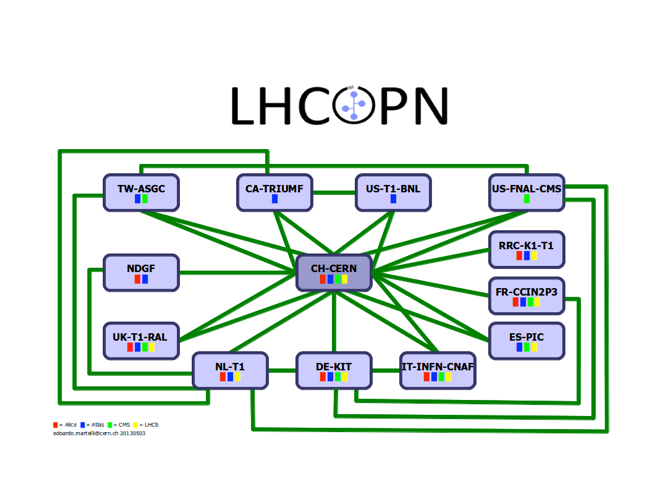 LHCOPN
TW-ASGC
CA-TRIUMF
US-T1-BNL
US-FNAL-CMS
RRC-K1-T1
NDGF
CH-CERN
FR-CCIN2P3
UK-T1-RAL
ES-PIC
NL-T1
DE-KIT
IT-INFN-CNAF
= Alice = Atlas = CMS = LHCb
edoardo.martelli@cern.ch 20130503